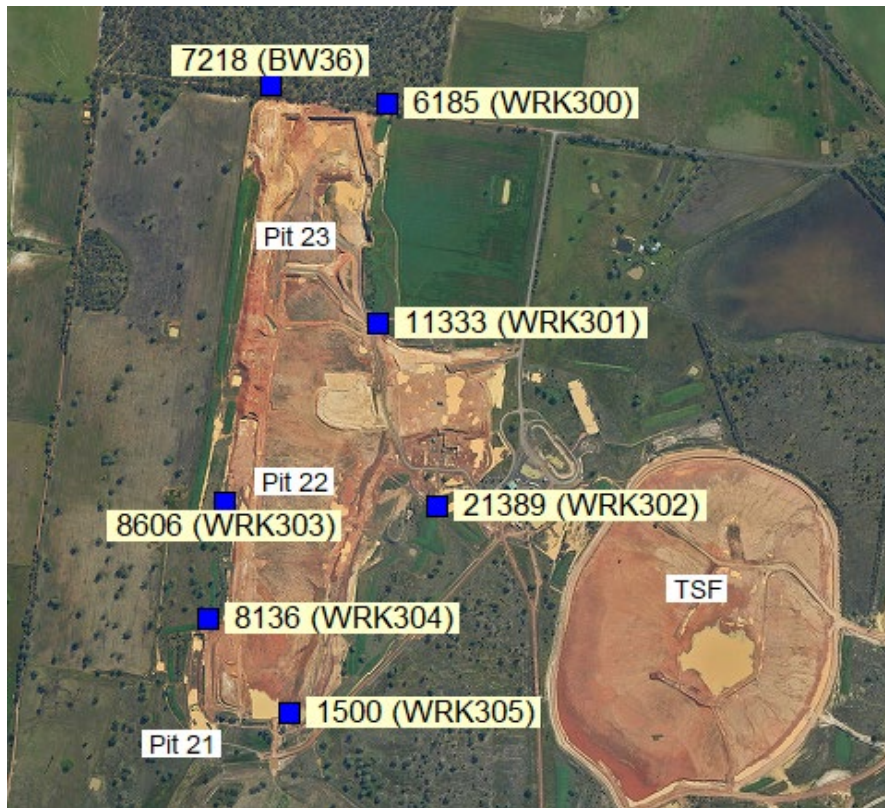 7218 (BW36)
6185 (WRK300)
Pit 23
11333 (WRK301)
Pit 22
8606 (WRK303)
21389 (WRK302)
TSF
8136 (WRK304)
1500 (WRK305)
Pit 21